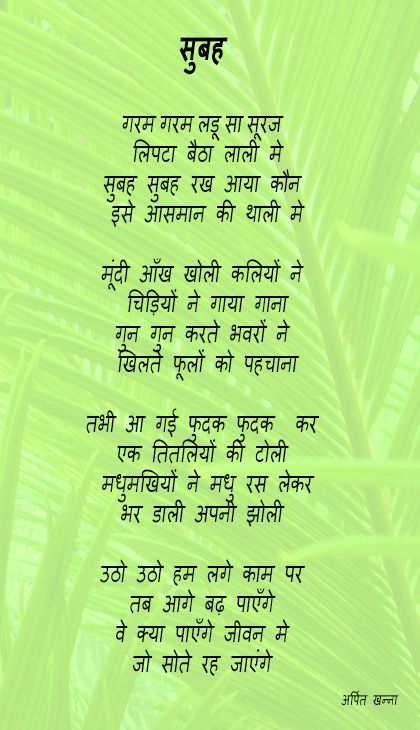 सुबह
गरम गरम लडू सा सूरज
लिपटा बैठा लाली मे
सुबह सुबह रख आया कौन
इसे आसमान की थाली मे
मूंदी आँख खोली कलियों ने
चिड़ियों ने गाया गाना
गुन गुन करते भवरों ने
खिलते फूलों को पहचाना
तभी आ गई फुदक फुदक कर
एक तितलियों की टोली
मधुमखियों ने मधु रस लेकर
भर डाली अपनी झोली
उठो उठो हम लगे काम पर
तब आगे बढ़ पाएँगे
वे क्या पाएँगे जीवन मे
जो सोते रह जाएंगे
अर्पित खन्ना